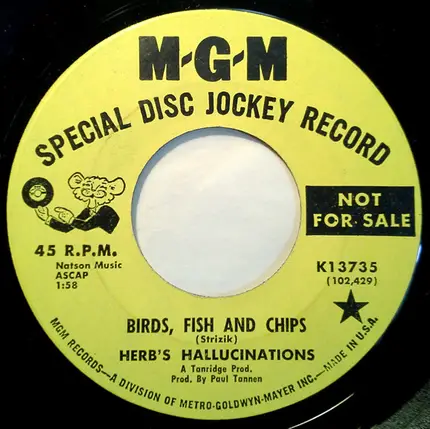 M-G-M
SPECIAL DISC JOCKEY RECORD
NOT
FOR SALE
45 R.P.M.
Natson Music
ASCAP
1:58
K13735
(102,429)
BIRDS, FISH AND CHIPS
(Strizik)
HERB'S HALLUCINATIONS
A Tanridge Prod.
Prod. By Paul Tannen
MGM RECORDS—A DIVISION OF METRO-GOLDWYN-MAYER INC.—MADE IN U.S.A.